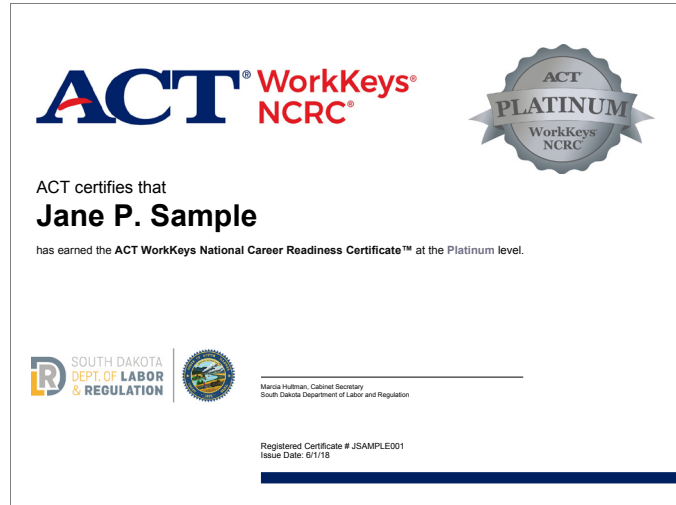 ACT® WorkKeys®
NCRC®
ACT
PLATINUM
WorkKeys
NCRC
ACT certifies that
Jane P. Sample
has earned the ACT WorkKeys National Career Readiness Certificate™ at the Platinum level.
SOUTH DAKOTA
DEPT. OF LABOR
& REGULATION
Marcia Hultman, Cabinet Secretary
South Dakota Department of Labor and Regulation
Registered Certificate # JSAMPLE001
Issue Date: 6/1/18